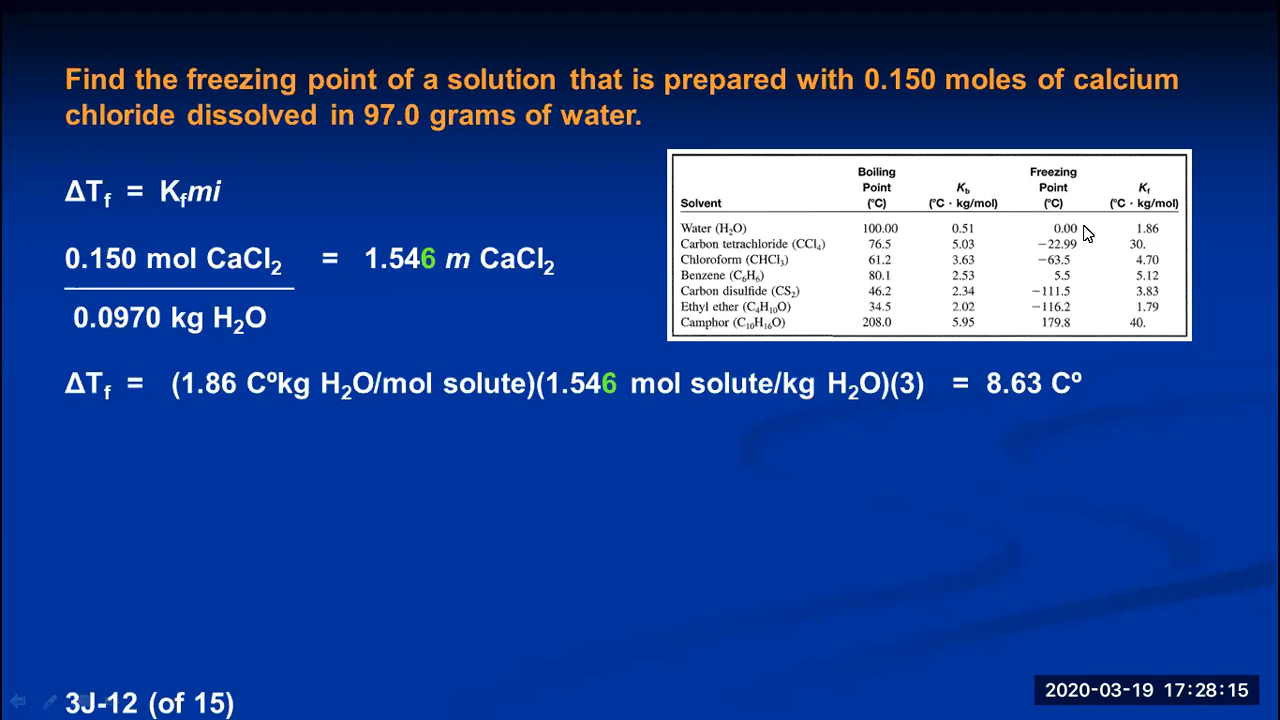 Find the freezing point of a solution that is prepared with 0.150 moles of calcium
chloride dissolved in 97.0 grams of water.
ΔTf = Kfmi
0.150 mol CaCl2 = 1.546 m CaCl2
0.0970 kg H2O
Boiling Freezing
Point Kb Point Kf
Solvent (°C) (°C · kg/mol) (°C) (°C · kg/mol)
Water (H2O) 100.00 0.51 0.00 1.86
Carbon tetrachloride (CCl4) 76.5 5.03 −22.99 30.
Chloroform (CHCl3) 61.2 3.63 −63.5 4.70
Benzene (C6H6) 80.1 2.53 5.5 5.12
Carbon disulfide (CS2) 46.2 2.34 −111.5 3.83
Ethyl ether (C4H10O) 34.5 2.02 −116.2 1.79
Camphor (C10H16O) 208.0 5.95 179.8 40.
ΔTf = (1.86 Cºkg H2O/mol solute)(1.546 mol solute/kg H2O)(3) = 8.63 Cº
3J-12 (of 15)
2020-03-19 17:28:15